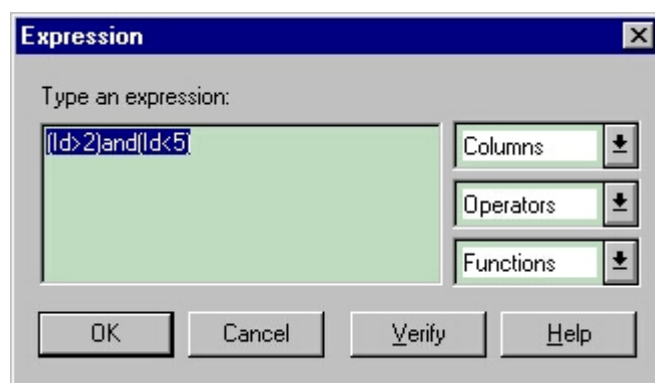 Expression
Type an expression:
(Id>2)and(Id<5)
Columns
Operators
Functions
OK
Cancel
Verify
Help